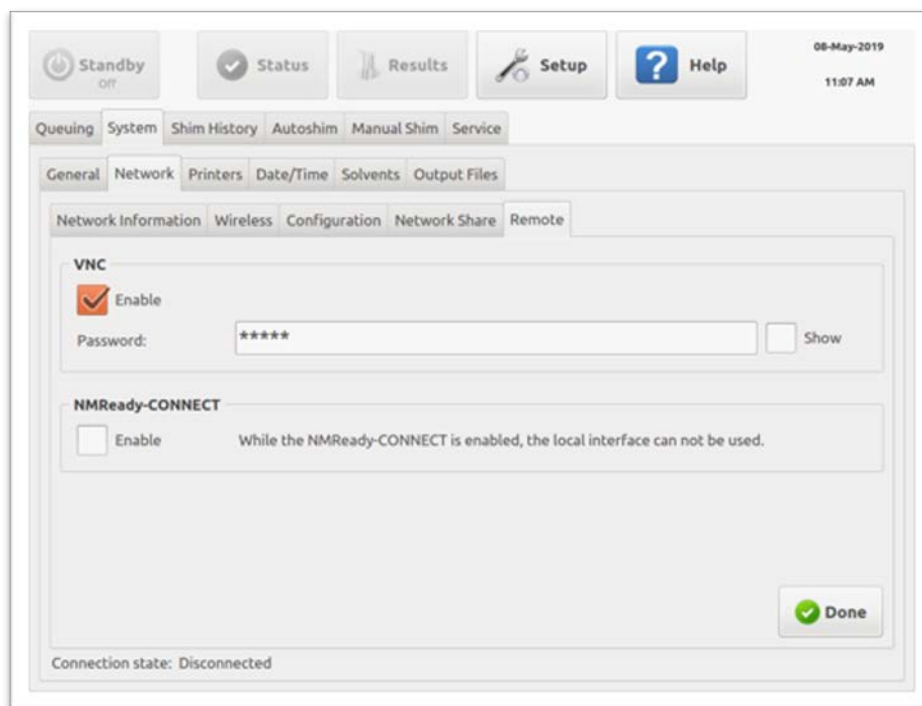 Standby
Off
Status
Results
Setup
? Help
08-May-2019
11:07 AM
Queuing System Shim History Autoshim Manual Shim Service
General Network Printers Date/Time Solvents Output Files
Network Information Wireless Configuration Network Share Remote
VNC
Enable
Password: ***** Show
NMReady-CONNECT
Enable While the NMReady-CONNECT is enabled, the local interface can not be used.
Done
Connection state: Disconnected